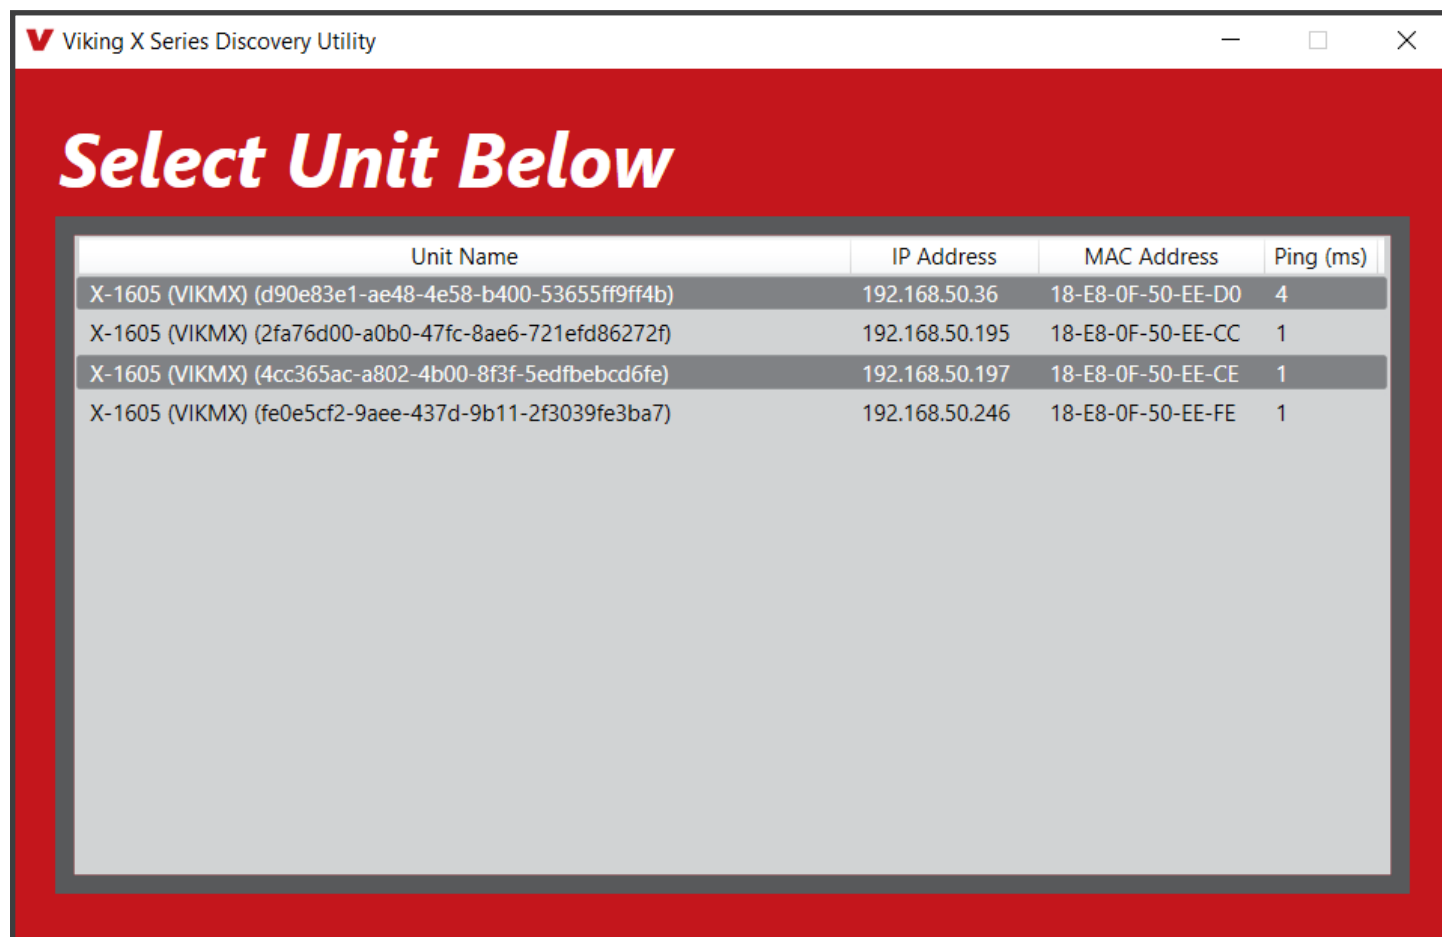 Viking X Series Discovery Utility
Select Unit Below
Unit Name IP Address MAC Address Ping (ms)
X-1605 (VIKMX) (d90e83e1-ae48-4e58-b400-53655ff9ff4b) 192.168.50.36 18-E8-0F-50-EE-D0 4
X-1605 (VIKMX) (2fa76d00-a0b0-47fc-8ae6-721efd86272f) 192.168.50.195 18-E8-0F-50-EE-CC 1
X-1605 (VIKMX) (4cc365ac-a802-4b00-8f3f-5edfbebcd6fe) 192.168.50.197 18-E8-0F-50-EE-CE 1
X-1605 (VIKMX) (fe0e5cf2-9aee-437d-9b11-2f3039fe3ba7) 192.168.50.246 18-E8-0F-50-EE-FE 1